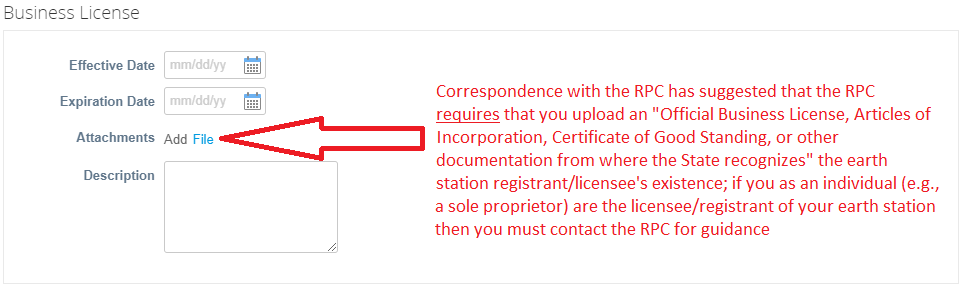 Business License
Effective Date mm/dd/yy
Expiration Date mm/dd/yy
Attachments Add File
Description
Correspondence with the RPC has suggested that the RPC
requires that you upload an "Official Business License, Articles of
Incorporation, Certificate of Good Standing, or other
documentation from where the State recognizes" the earth
station registrant/licensee's existence; if you as an individual (e.g.,
a sole proprietor) are the licensee/registrant of your earth station
then you must contact the RPC for guidance